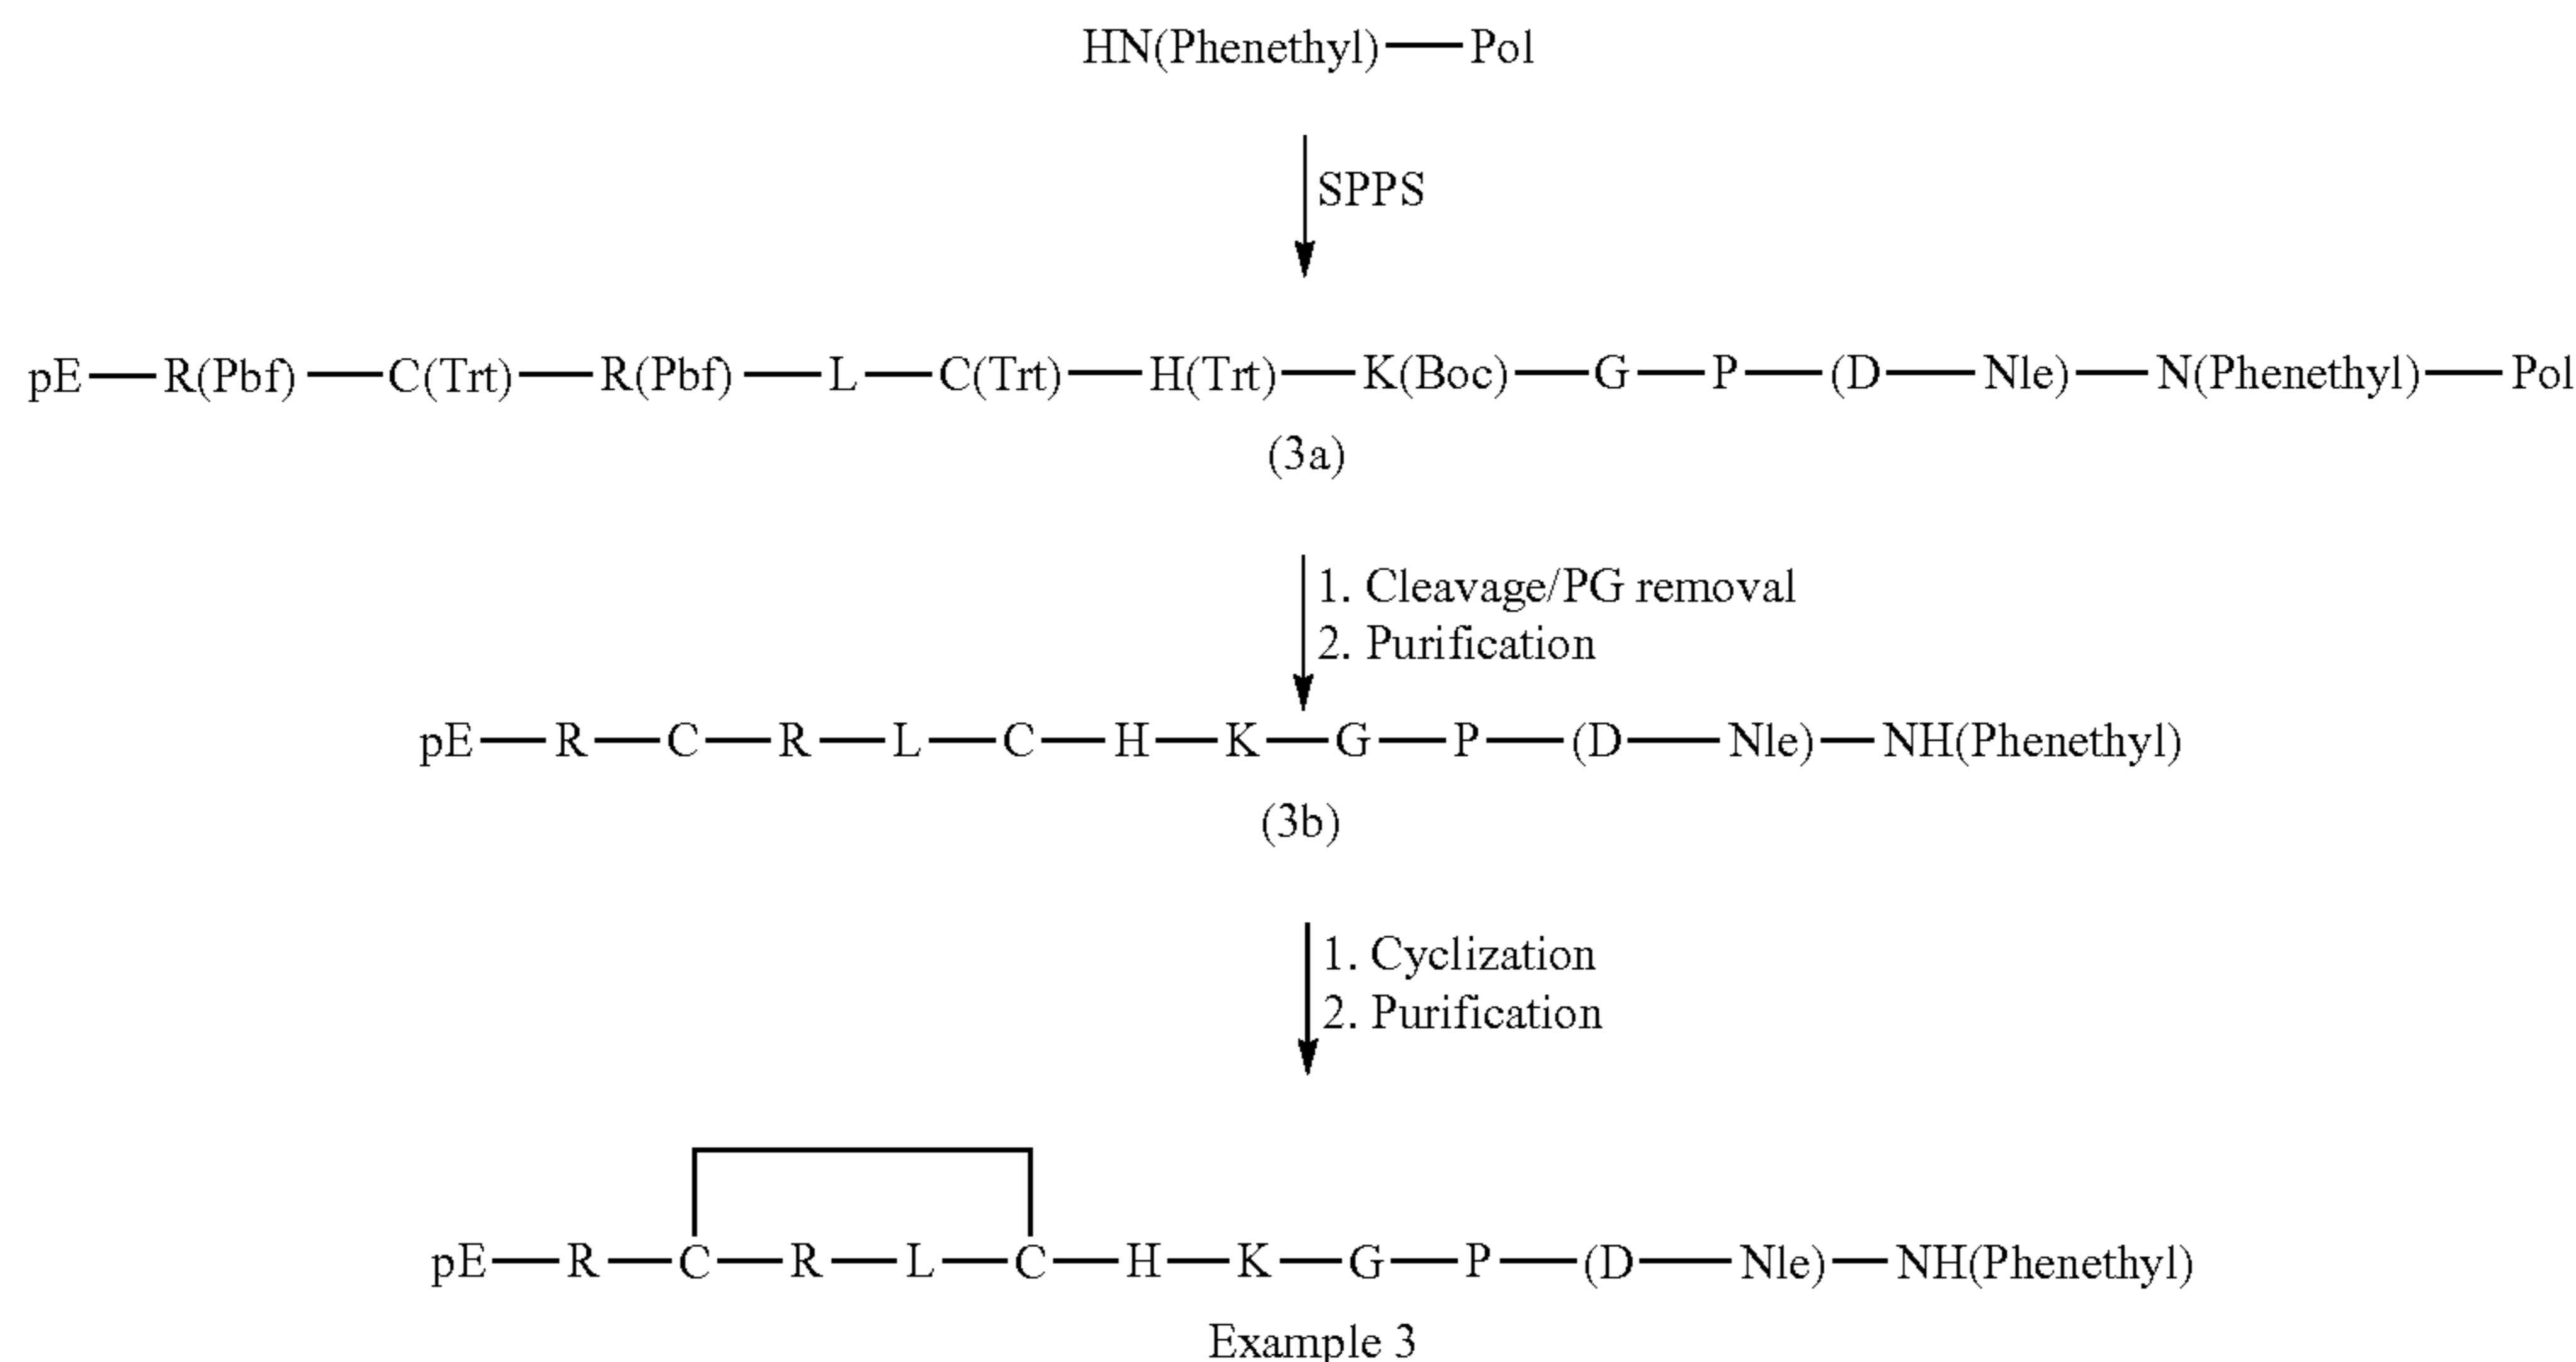 HN(Phenethyl)—Pol
SPPS
pE—R(Pbf)—C(Trt)—R(Pbf)—L—C(Trt)—H(Trt)—K(Boc)—G—P—(D—Nle)—N(Phenethyl)—Pol
(3a)
1. Cleavage/PG removal
2. Purification
pE—R—C—R—L—C—H—K—G—P—(D—Nle)—NH(Phenethyl)
(3b)
1. Cyclization
2. Purification
pE—R—C—R—L—C—H—K—G—P—(D—Nle)—NH(Phenethyl)
Example 3